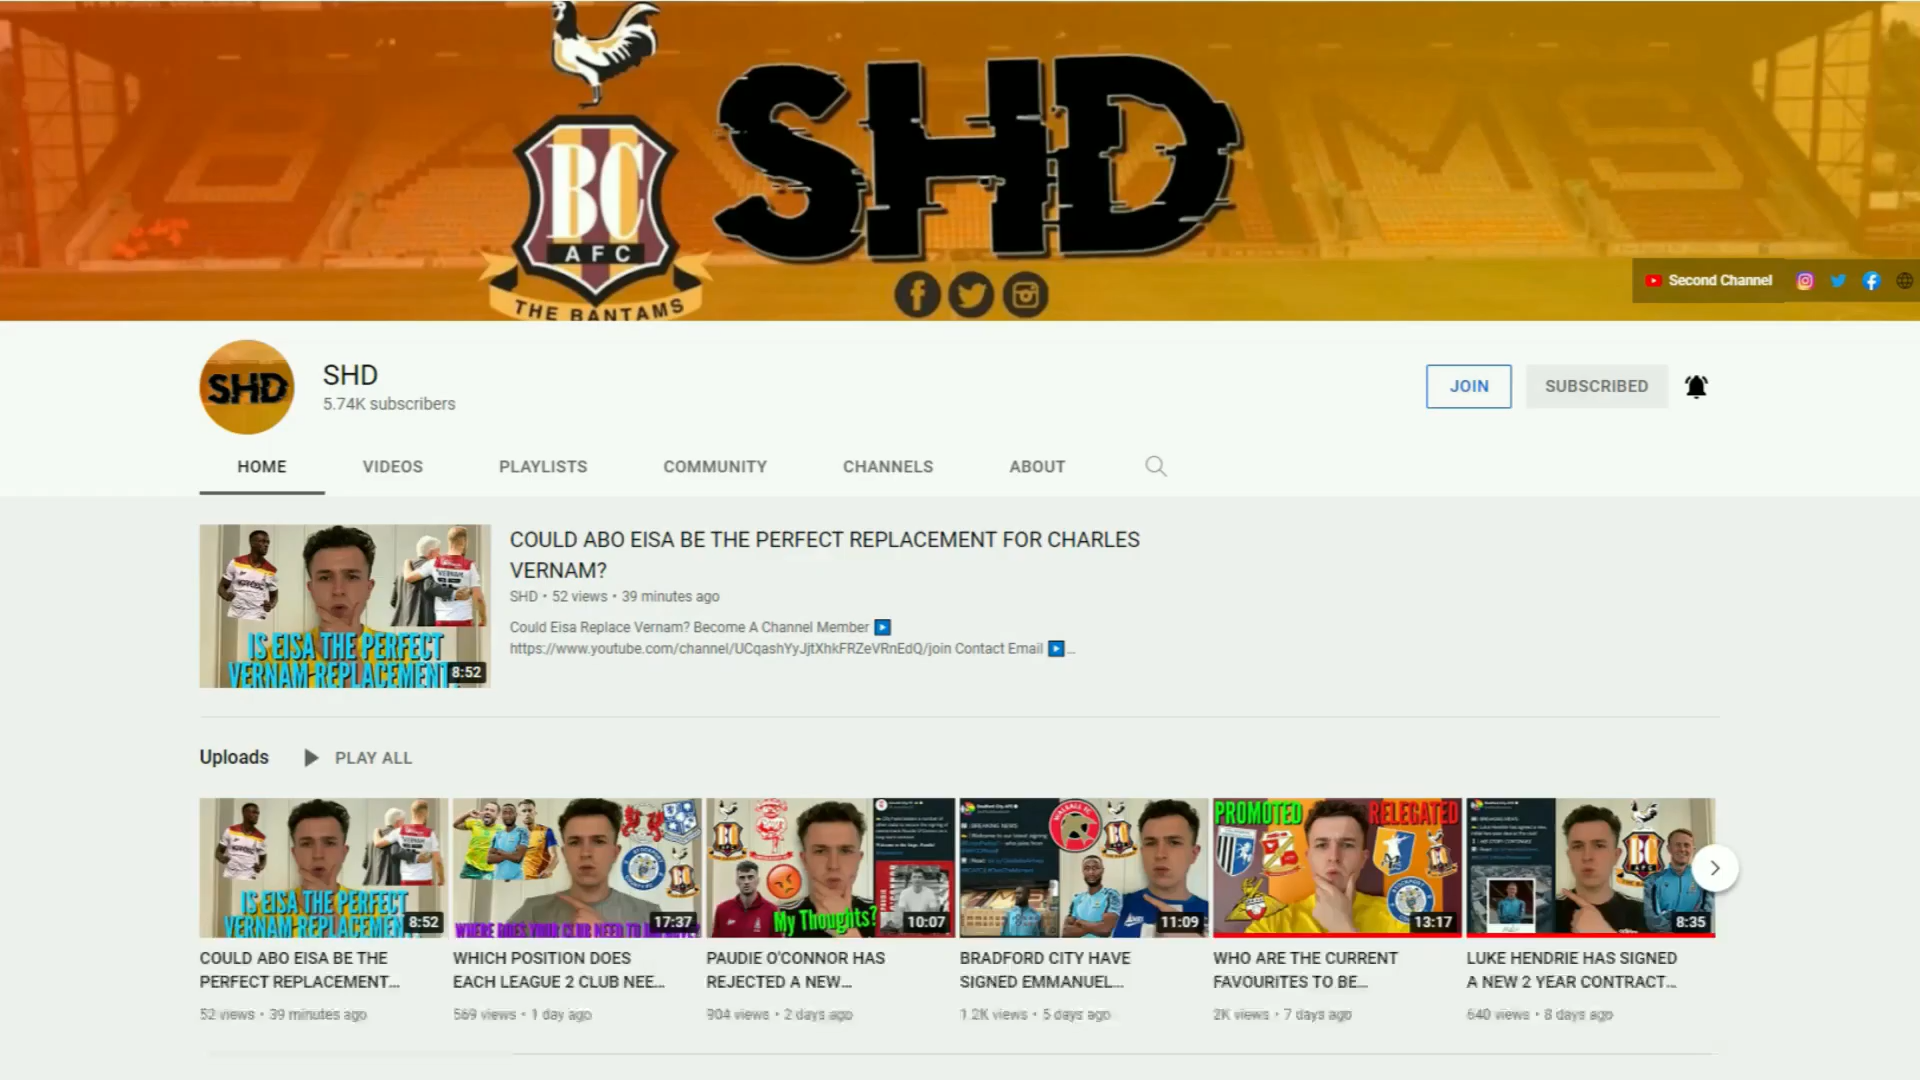 BC
AFC
THE BANTAMS
SHD
Second Channel
SHD
SHD
5.74K subscribers
JOIN
SUBSCRIBED
HOME
VIDEOS
PLAYLISTS
COMMUNITY
CHANNELS
ABOUT
IS EISA THE PERFECT
VERNAM REPLACEMENT
8:52
COULD ABO EISA BE THE PERFECT REPLACEMENT FOR CHARLES
VERNAM?
SHD • 52 views • 39 minutes ago
Could Eisa Replace Vernam? Become A Channel Member
https://www.youtube.com/channel/UCqashYyJjtXhkFRZeVRnEdQ/join Contact Email ...
Uploads
PLAY ALL
IS EISA THE PERFECT
VERNAM REPLACEMENT
8:52
WHERE DOES YOUR CLUB NEED TO
17:37
My Thoughts?
10:07
11:09
PROMOTED
RELEGATED
13:17
8:35
COULD ABO EISA BE THE
PERFECT REPLACEMENT...
52 views • 39 minutes ago
WHICH POSITION DOES
EACH LEAGUE 2 CLUB NEE...
569 views • 1 day ago
PAUDIE O'CONNOR HAS
REJECTED A NEW...
904 views • 2 days ago
BRADFORD CITY HAVE
SIGNED EMMANUEL...
1.2K views • 5 days ago
WHO ARE THE CURRENT
FAVOURITES TO BE...
2K views • 7 days ago
LUKE HENDRIE HAS SIGNED
A NEW 2 YEAR CONTRACT...
640 views • 8 days ago